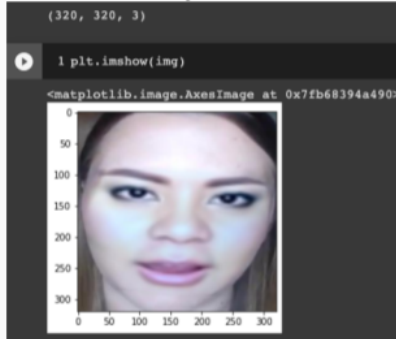 (320, 320, 3)
1 plt.imshow(img)
<matplotlib.image.AxesImage at 0x7fb68394a490>
0
50
100
150
200
250
300
0 50 100 150 200 250 300